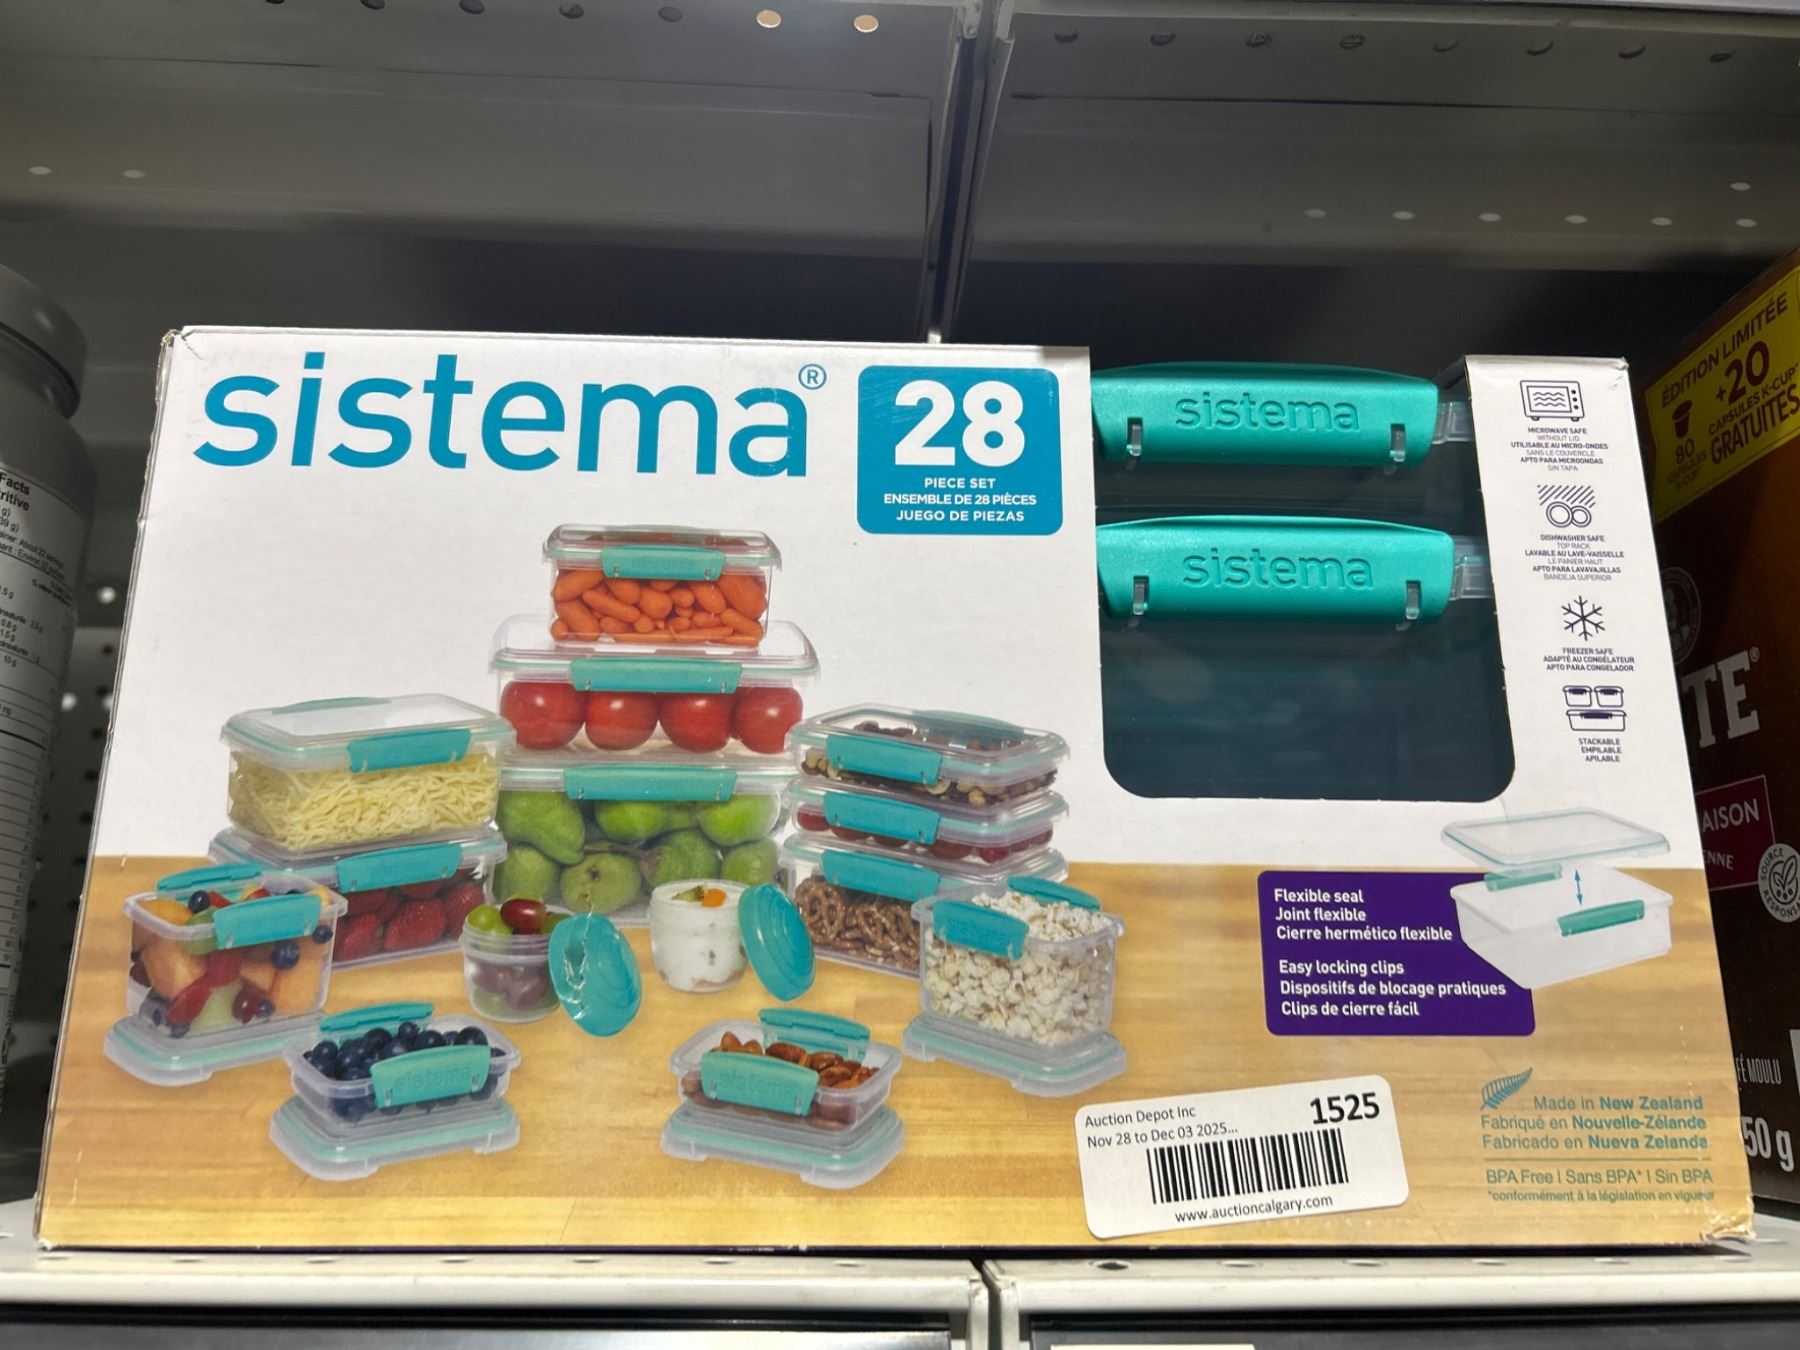 sistema®
28
PIECE SET
ENSEMBLE DE 28 PIÈCES
JUEGO DE PIEZAS
sistema
sistema
MICROWAVE SAFE
WITHOUT LID
UTILISABLE AU MICRO-ONDES
SANS LE COUVERCLE
APTO PARA MICROONDAS
SIN TAPA
DISHWASHER SAFE
TOP RACK
LAVABLE AU LAVE-VAISSELLE
LE PANIER HAUT
APTO PARA LAVAVAJILLAS
BANDEJA SUPERIOR
FREEZER SAFE
ADAPTÉ AU CONGÉLATEUR
APTO PARA CONGELADOR
STACKABLE
EMPILABLE
APILABLE
Flexible seal
Joint flexible
Cierre hermético flexible
Easy locking clips
Dispositifs de blocage pratiques
Clips de cierre fácil
Auction Depot Inc
1525
Nov 28 to Dec 03 2025...
www.auctioncalgary.com
Made in New Zealand
Fabriqué en Nouvelle-Zélande
Fabricado en Nueva Zelanda
BPA Free | Sans BPA* | Sin BPA
*conformément à la législation en vigueur
ÉDITION LIMITÉE
+20
CAPSULES K-CUP
GRATUITES
80
CAPSULES
K-CUP
TE®
AISON
ENNE
FÉ MOULU
50 g
Facts
ritive